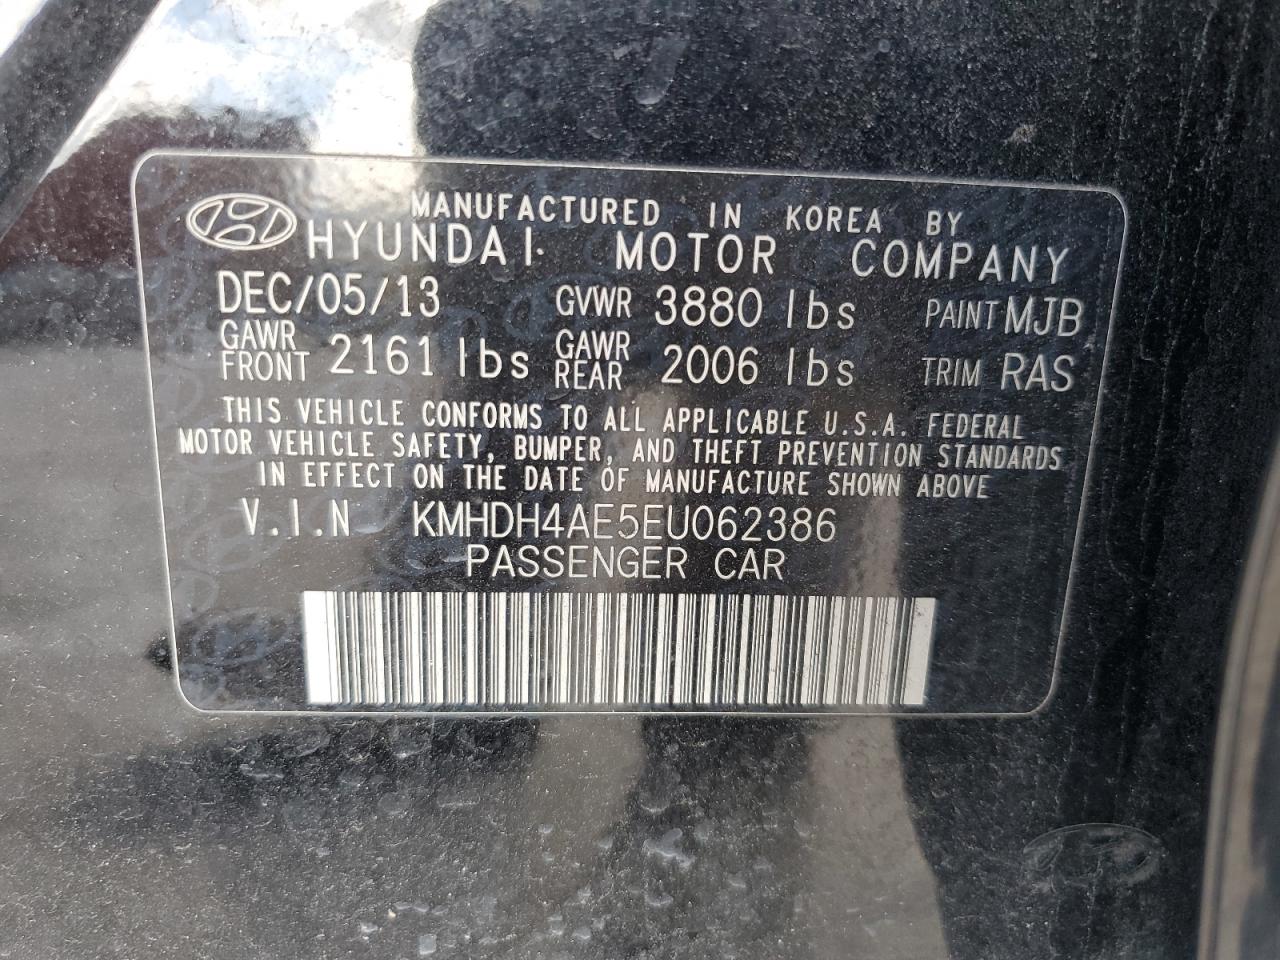 MANUFACTURED IN KOREA BY
HYUNDAI MOTOR COMPANY
DEC/05/13 GVWR 3880 lbs PAINT MJB
GAWR FRONT 2161 lbs GAWR REAR 2006 lbs TRIM RAS
THIS VEHICLE CONFORMS TO ALL APPLICABLE U.S.A. FEDERAL
MOTOR VEHICLE SAFETY, BUMPER, AND THEFT PREVENTION STANDARDS
IN EFFECT ON THE DATE OF MANUFACTURE SHOWN ABOVE
V.I.N KMHDH4AE5EU062386
PASSENGER CAR